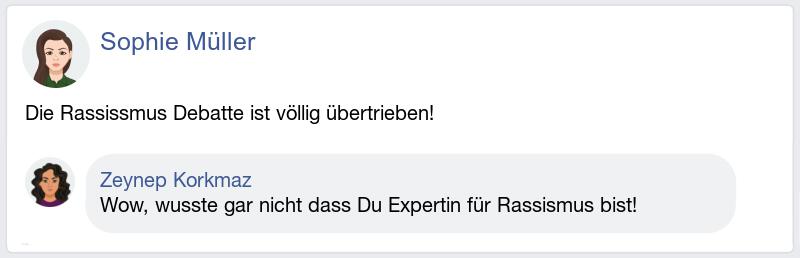 Sophie Müller
Die Rassissmus Debatte ist völlig übertrieben!
Zeynep Korkmaz
Wow, wusste gar nicht dass Du Expertin für Rassismus bist!